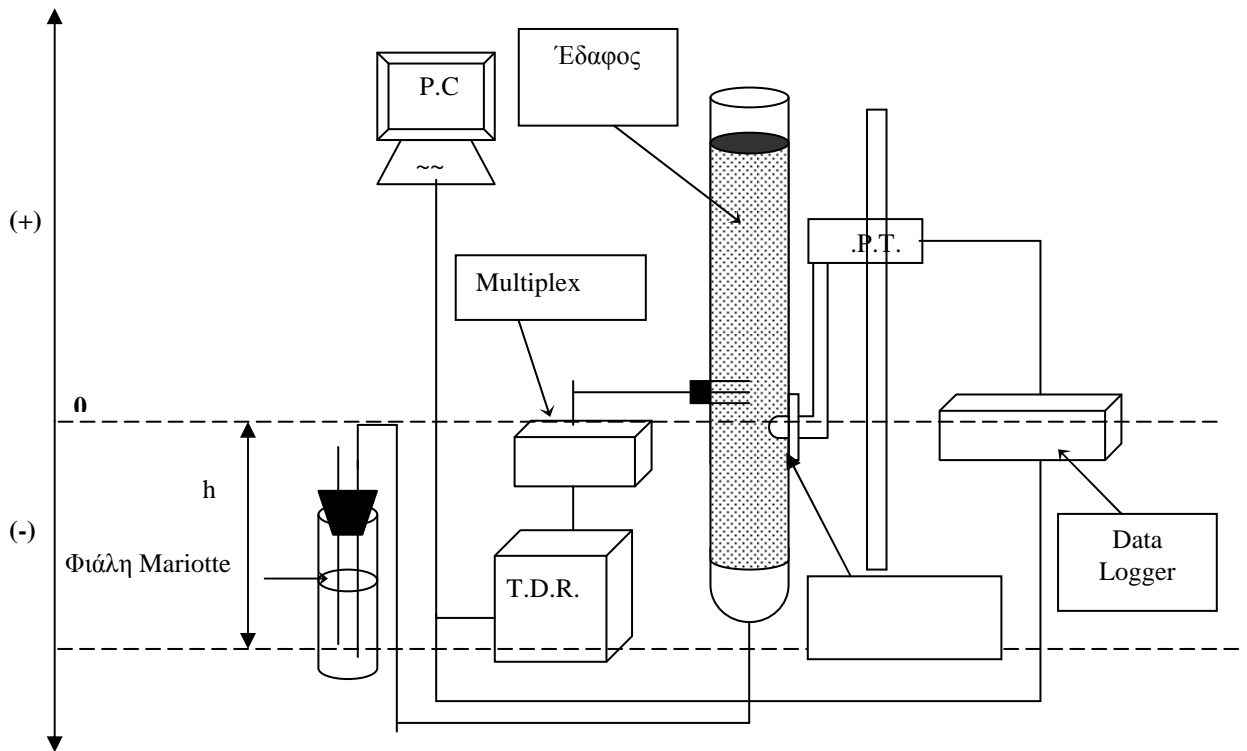 Έδαφος
P.C
~~
(+)
.P.T.
Multiplex
0
h
(-)
Φιάλη Mariotte
T.D.R.
Data
Logger